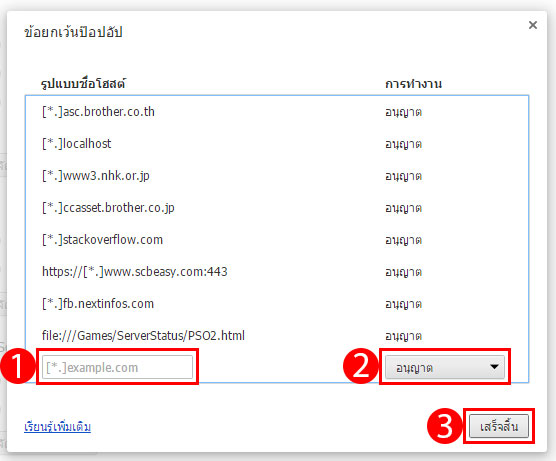 ข้อยกเว้นป๊อปอัป ×
รูปแบบชื่อโฮสต์ การทำงาน
[*.]asc.brother.co.th อนุญาต
[*.]localhost อนุญาต
[*.]www3.nhk.or.jp อนุญาต
[*.]ccasset.brother.co.jp อนุญาต
[*.]stackoverflow.com อนุญาต
https://[*.]www.scbeasy.com:443 อนุญาต
[*.]fb.nextinfos.com อนุญาต
file:///Games/ServerStatus/PSO2.html อนุญาต
1 [*.]example.com 2 อนุญาต
เรียนรู้เพิ่มเติม 3 เสร็จสิ้น